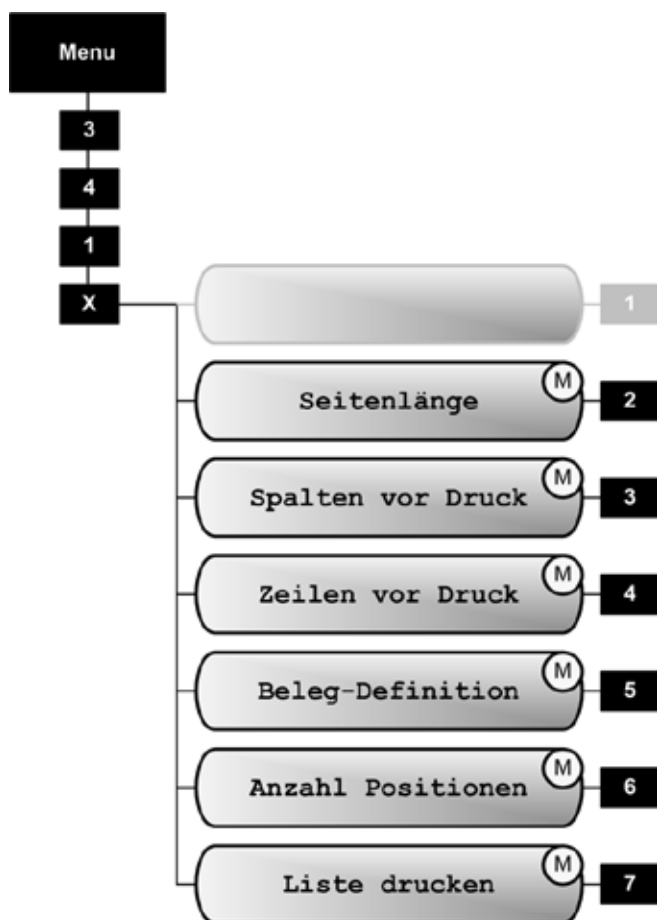 Menu
3
4
1
X
1
Seitenlänge M 2
Spalten vor Druck M 3
Zeilen vor Druck M 4
Beleg-Definition M 5
Anzahl Positionen M 6
Liste drucken M 7